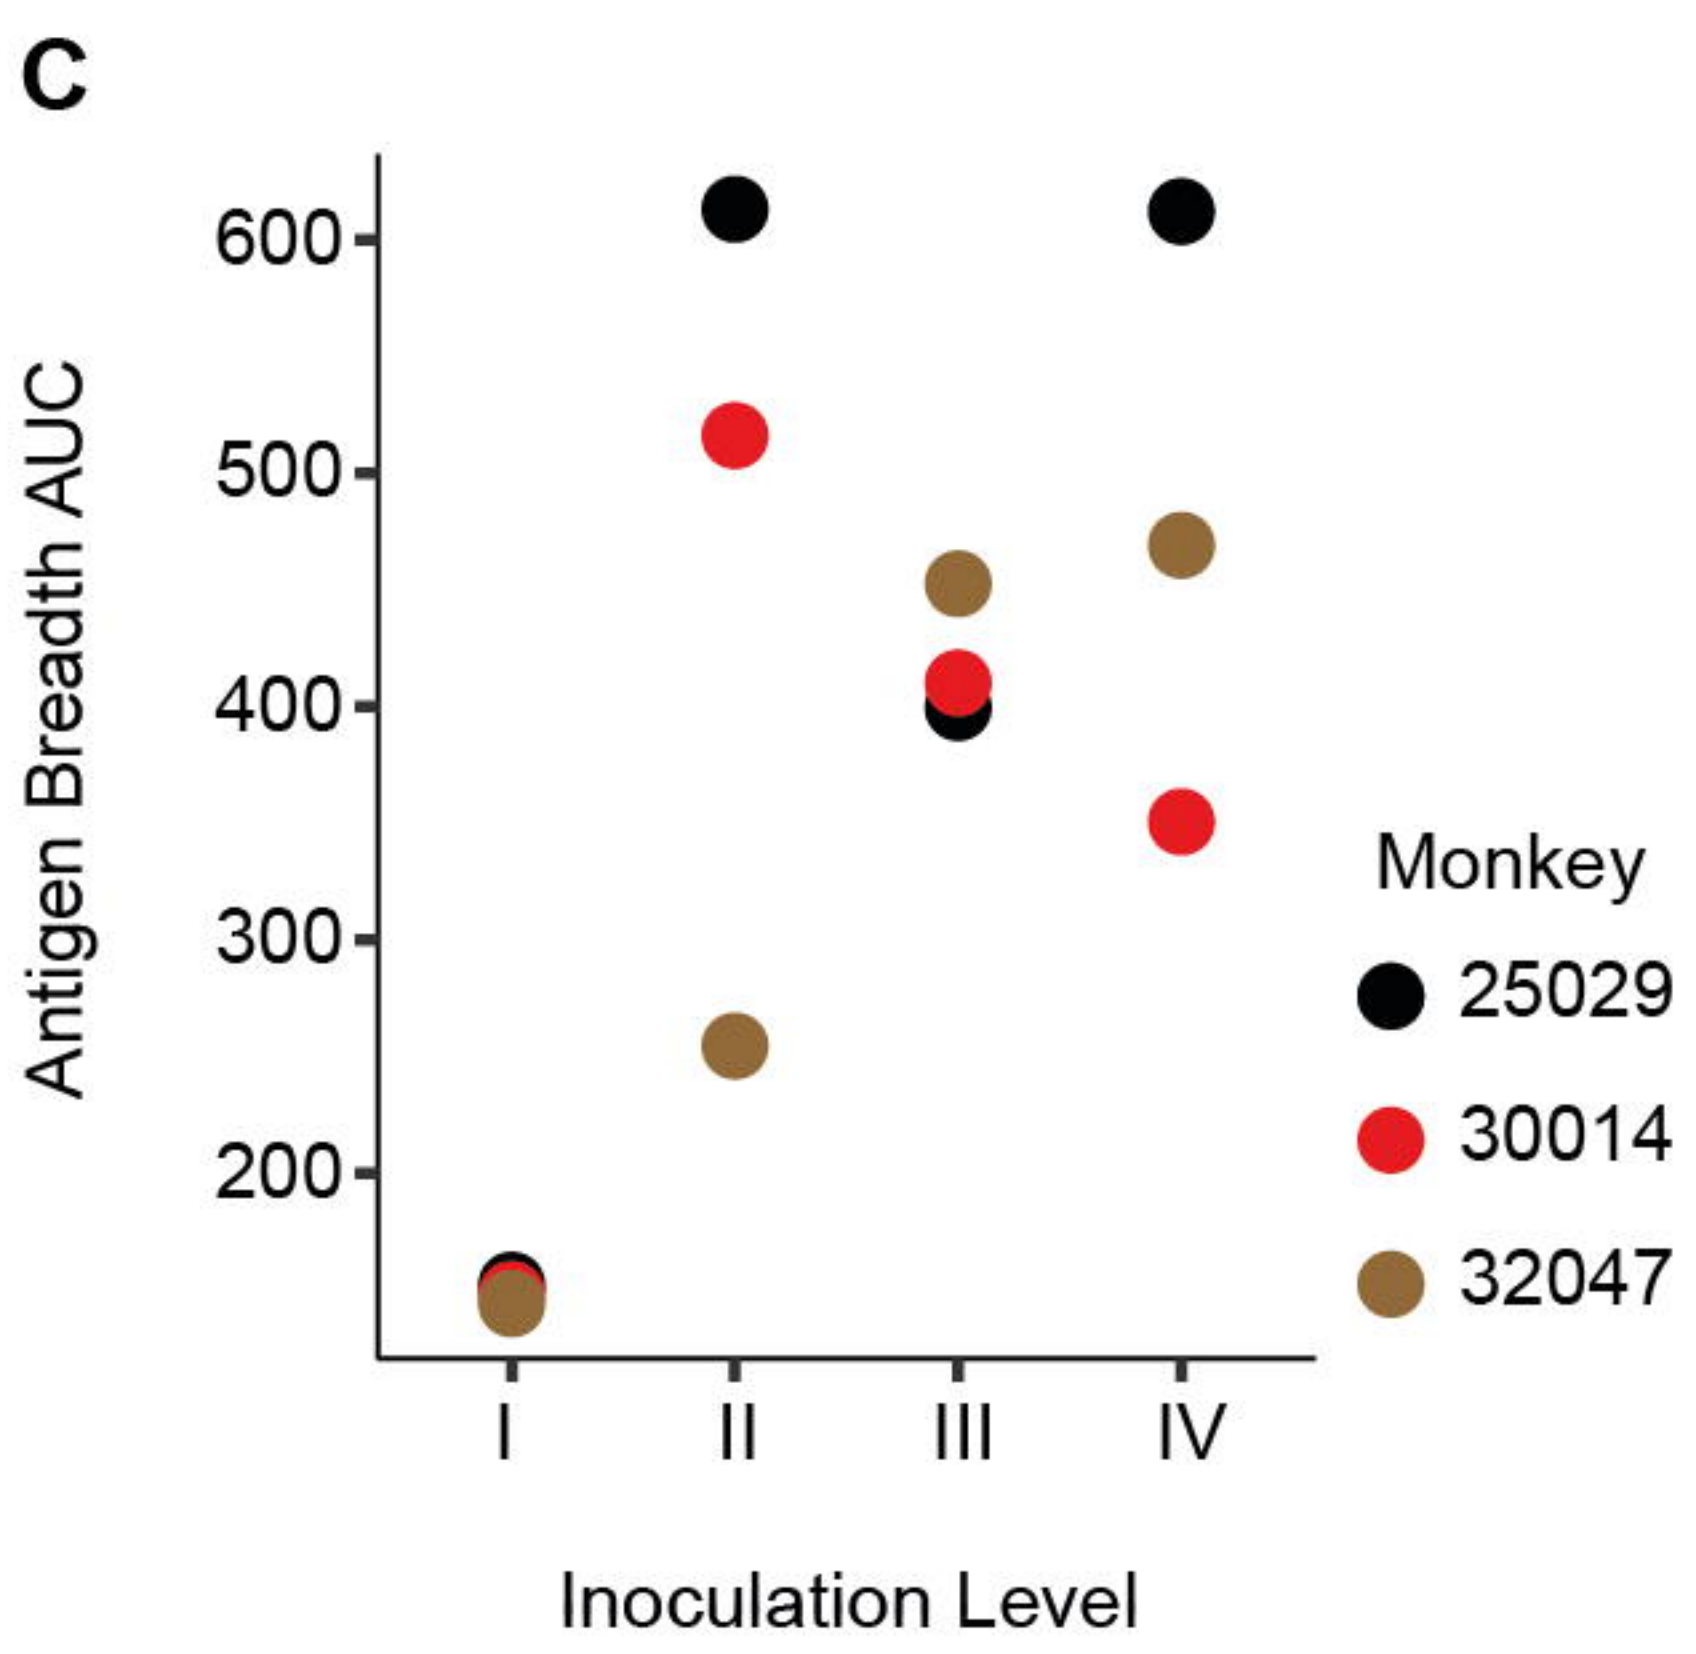 C
Antigen Breadth AUC
600
500
400
300
200
I II III IV
Inoculation Level
Monkey
25029
30014
32047